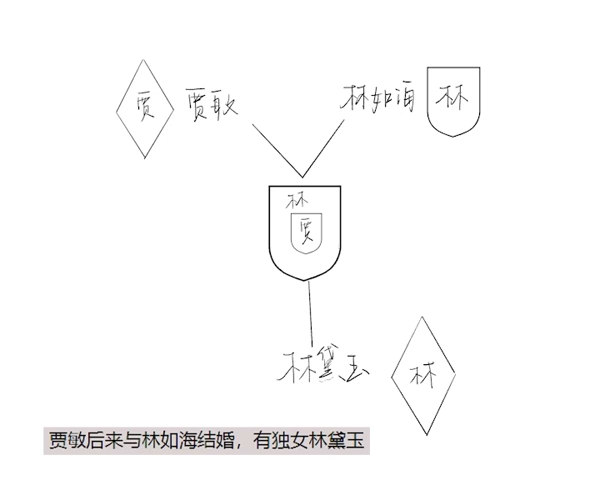 贾 贾敏 林如海 林
林
贾
林黛玉 林
贾敏后来与林如海结婚，有独女林黛玉